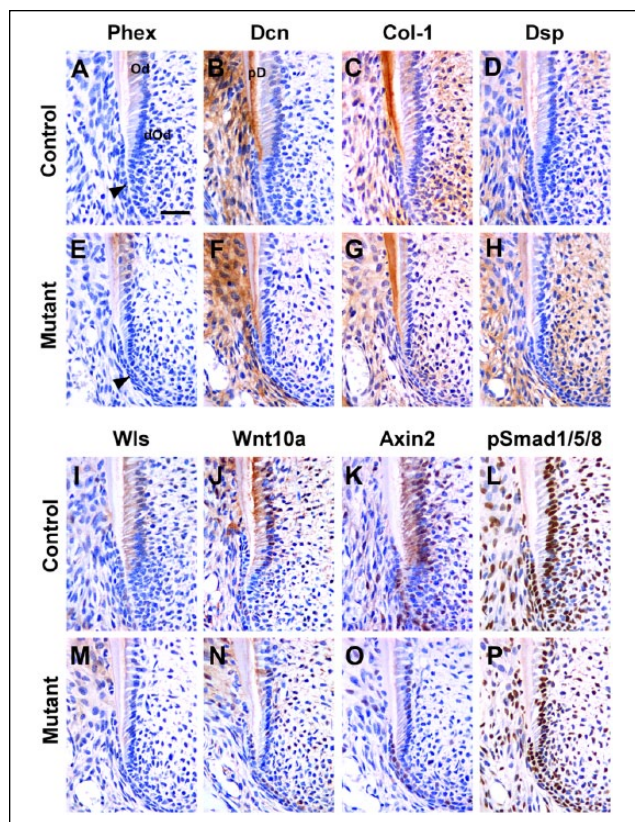 Phex Dcn Col-1 Dsp
Control
A Od dOd B pD C D
Mutant
E F G H
Wls Wnt10a Axin2 pSmad1/5/8
Control
I J K L
Mutant
M N O P